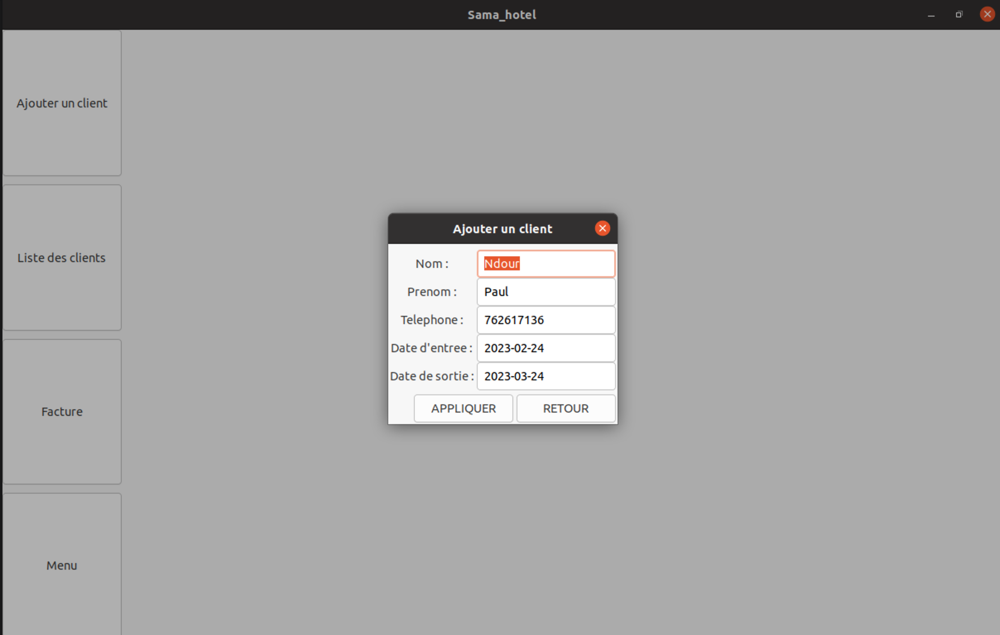 Sama_hotel
Ajouter un client
Liste des clients
Facture
Menu
Ajouter un client
Nom : Ndour
Prenom : Paul
Telephone : 762617136
Date d'entree : 2023-02-24
Date de sortie : 2023-03-24
APPLIQUER RETOUR